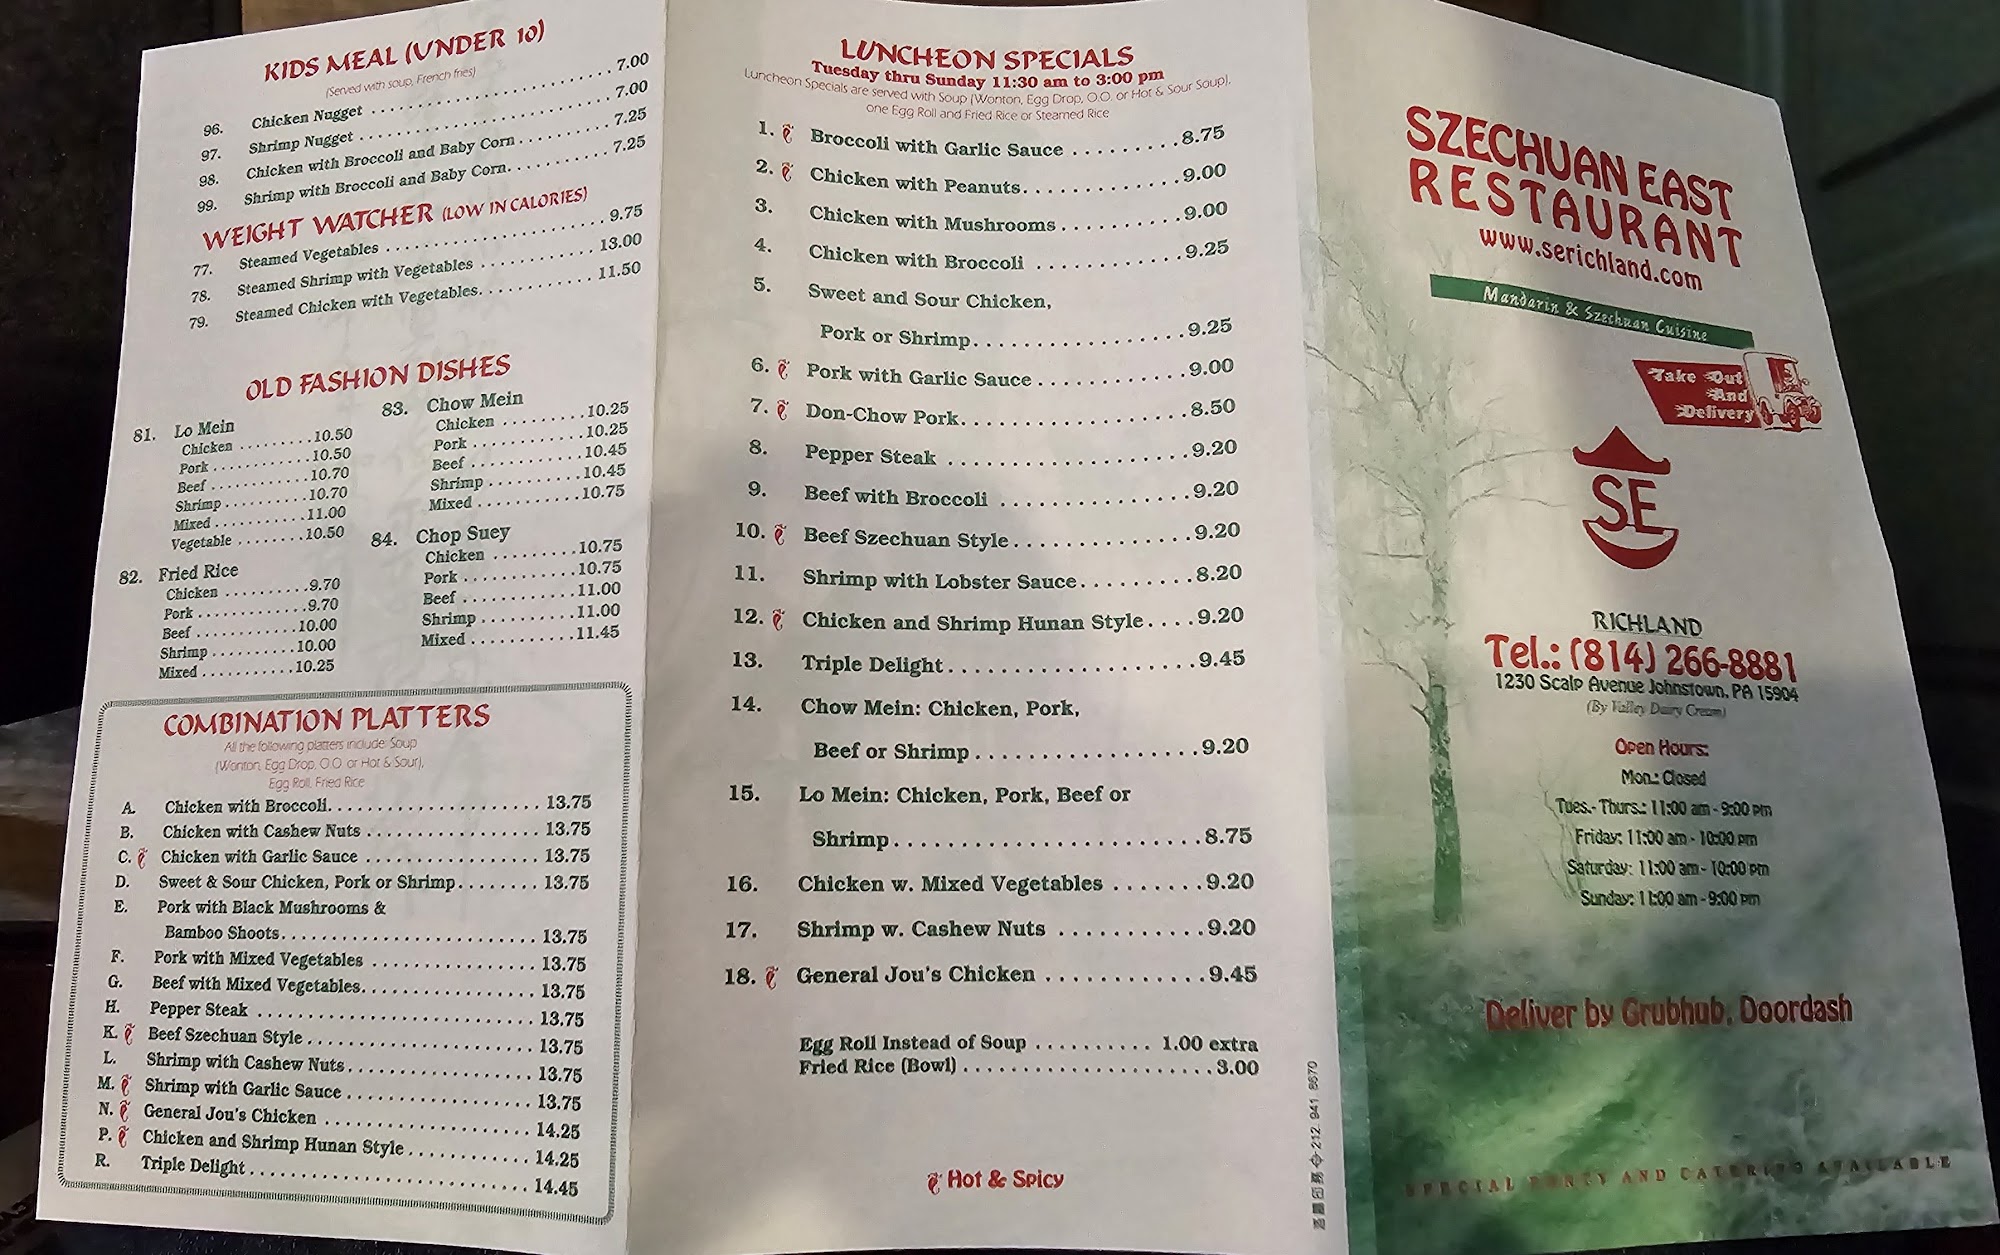 KIDS MEAL (UNDER 10)
(Served with soup, French fries)
96. Chicken Nugget 7.00
97. Shrimp Nugget 7.00
98. Chicken with Broccoli and Baby Corn 7.25
99. Shrimp with Broccoli and Baby Corn 7.25
WEIGHT WATCHER (LOW IN CALORIES)
77. Steamed Vegetables 9.75
78. Steamed Shrimp with Vegetables 13.00
79. Steamed Chicken with Vegetables 11.50
OLD FASHION DISHES
81. Lo Mein
Chicken 10.50
Pork 10.50
Beef 10.70
Shrimp 10.70
Mixed 11.00
Vegetable 10.50
82. Fried Rice
Chicken 9.70
Pork 9.70
Beef 10.00
Shrimp 10.00
Mixed 10.25
83. Chow Mein
Chicken 10.25
Pork 10.25
Beef 10.45
Shrimp 10.45
Mixed 10.75
84. Chop Suey
Chicken 10.75
Pork 10.75
Beef 11.00
Shrimp 11.00
Mixed 11.45
COMBINATION PLATTERS
All the following platters include: Soup
(Wonton, Egg Drop, O.O. or Hot & Sour),
Egg Roll, Fried Rice
A. Chicken with Broccoli 13.75
B. Chicken with Cashew Nuts 13.75
C. Chicken with Garlic Sauce 13.75
D. Sweet & Sour Chicken, Pork or Shrimp 13.75
E. Pork with Black Mushrooms &
Bamboo Shoots 13.75
F. Pork with Mixed Vegetables 13.75
G. Beef with Mixed Vegetables 13.75
H. Pepper Steak 13.75
K. Beef Szechuan Style 13.75
L. Shrimp with Cashew Nuts 13.75
M. Shrimp with Garlic Sauce 13.75
N. General Jou's Chicken 14.25
P. Chicken and Shrimp Hunan Style 14.25
R. Triple Delight 14.45
LUNCHEON SPECIALS
Tuesday thru Sunday 11:30 am to 3:00 pm
Luncheon Specials are served with Soup (Wonton, Egg Drop, O.O. or Hot & Sour Soup),
one Egg Roll and Fried Rice or Steamed Rice
1. Broccoli with Garlic Sauce 8.75
2. Chicken with Peanuts 9.00
3. Chicken with Mushrooms 9.00
4. Chicken with Broccoli 9.25
5. Sweet and Sour Chicken,
Pork or Shrimp 9.25
6. Pork with Garlic Sauce 9.00
7. Don-Chow Pork 8.50
8. Pepper Steak 9.20
9. Beef with Broccoli 9.20
10. Beef Szechuan Style 9.20
11. Shrimp with Lobster Sauce 8.20
12. Chicken and Shrimp Hunan Style 9.20
13. Triple Delight 9.45
14. Chow Mein: Chicken, Pork,
Beef or Shrimp 9.20
15. Lo Mein: Chicken, Pork, Beef or
Shrimp 8.75
16. Chicken w. Mixed Vegetables 9.20
17. Shrimp w. Cashew Nuts 9.20
18. General Jou's Chicken 9.45
Egg Roll Instead of Soup 1.00 extra
Fried Rice (Bowl) 3.00
Hot & Spicy
212 941 8670
SZECHUAN EAST
RESTAURANT
www.serichland.com
Mandarin & Szechuan Cuisine
Take Out
And
Delivery
SE
RICHLAND
Tel.: (814) 266-8881
1230 Scalp Avenue Johnstown, PA 15904
(By Valley Dairy Cream)
Open Hours:
Mon.: Closed
Tues.- Thurs.: 11:00 am - 9:00 pm
Friday: 11:00 am - 10:00 pm
Saturday: 11:00 am - 10:00 pm
Sunday: 11:00 am - 9:00 pm
Deliver by Grubhub, Doordash
SPECIAL PARTY AND CATERING AVAILABLE